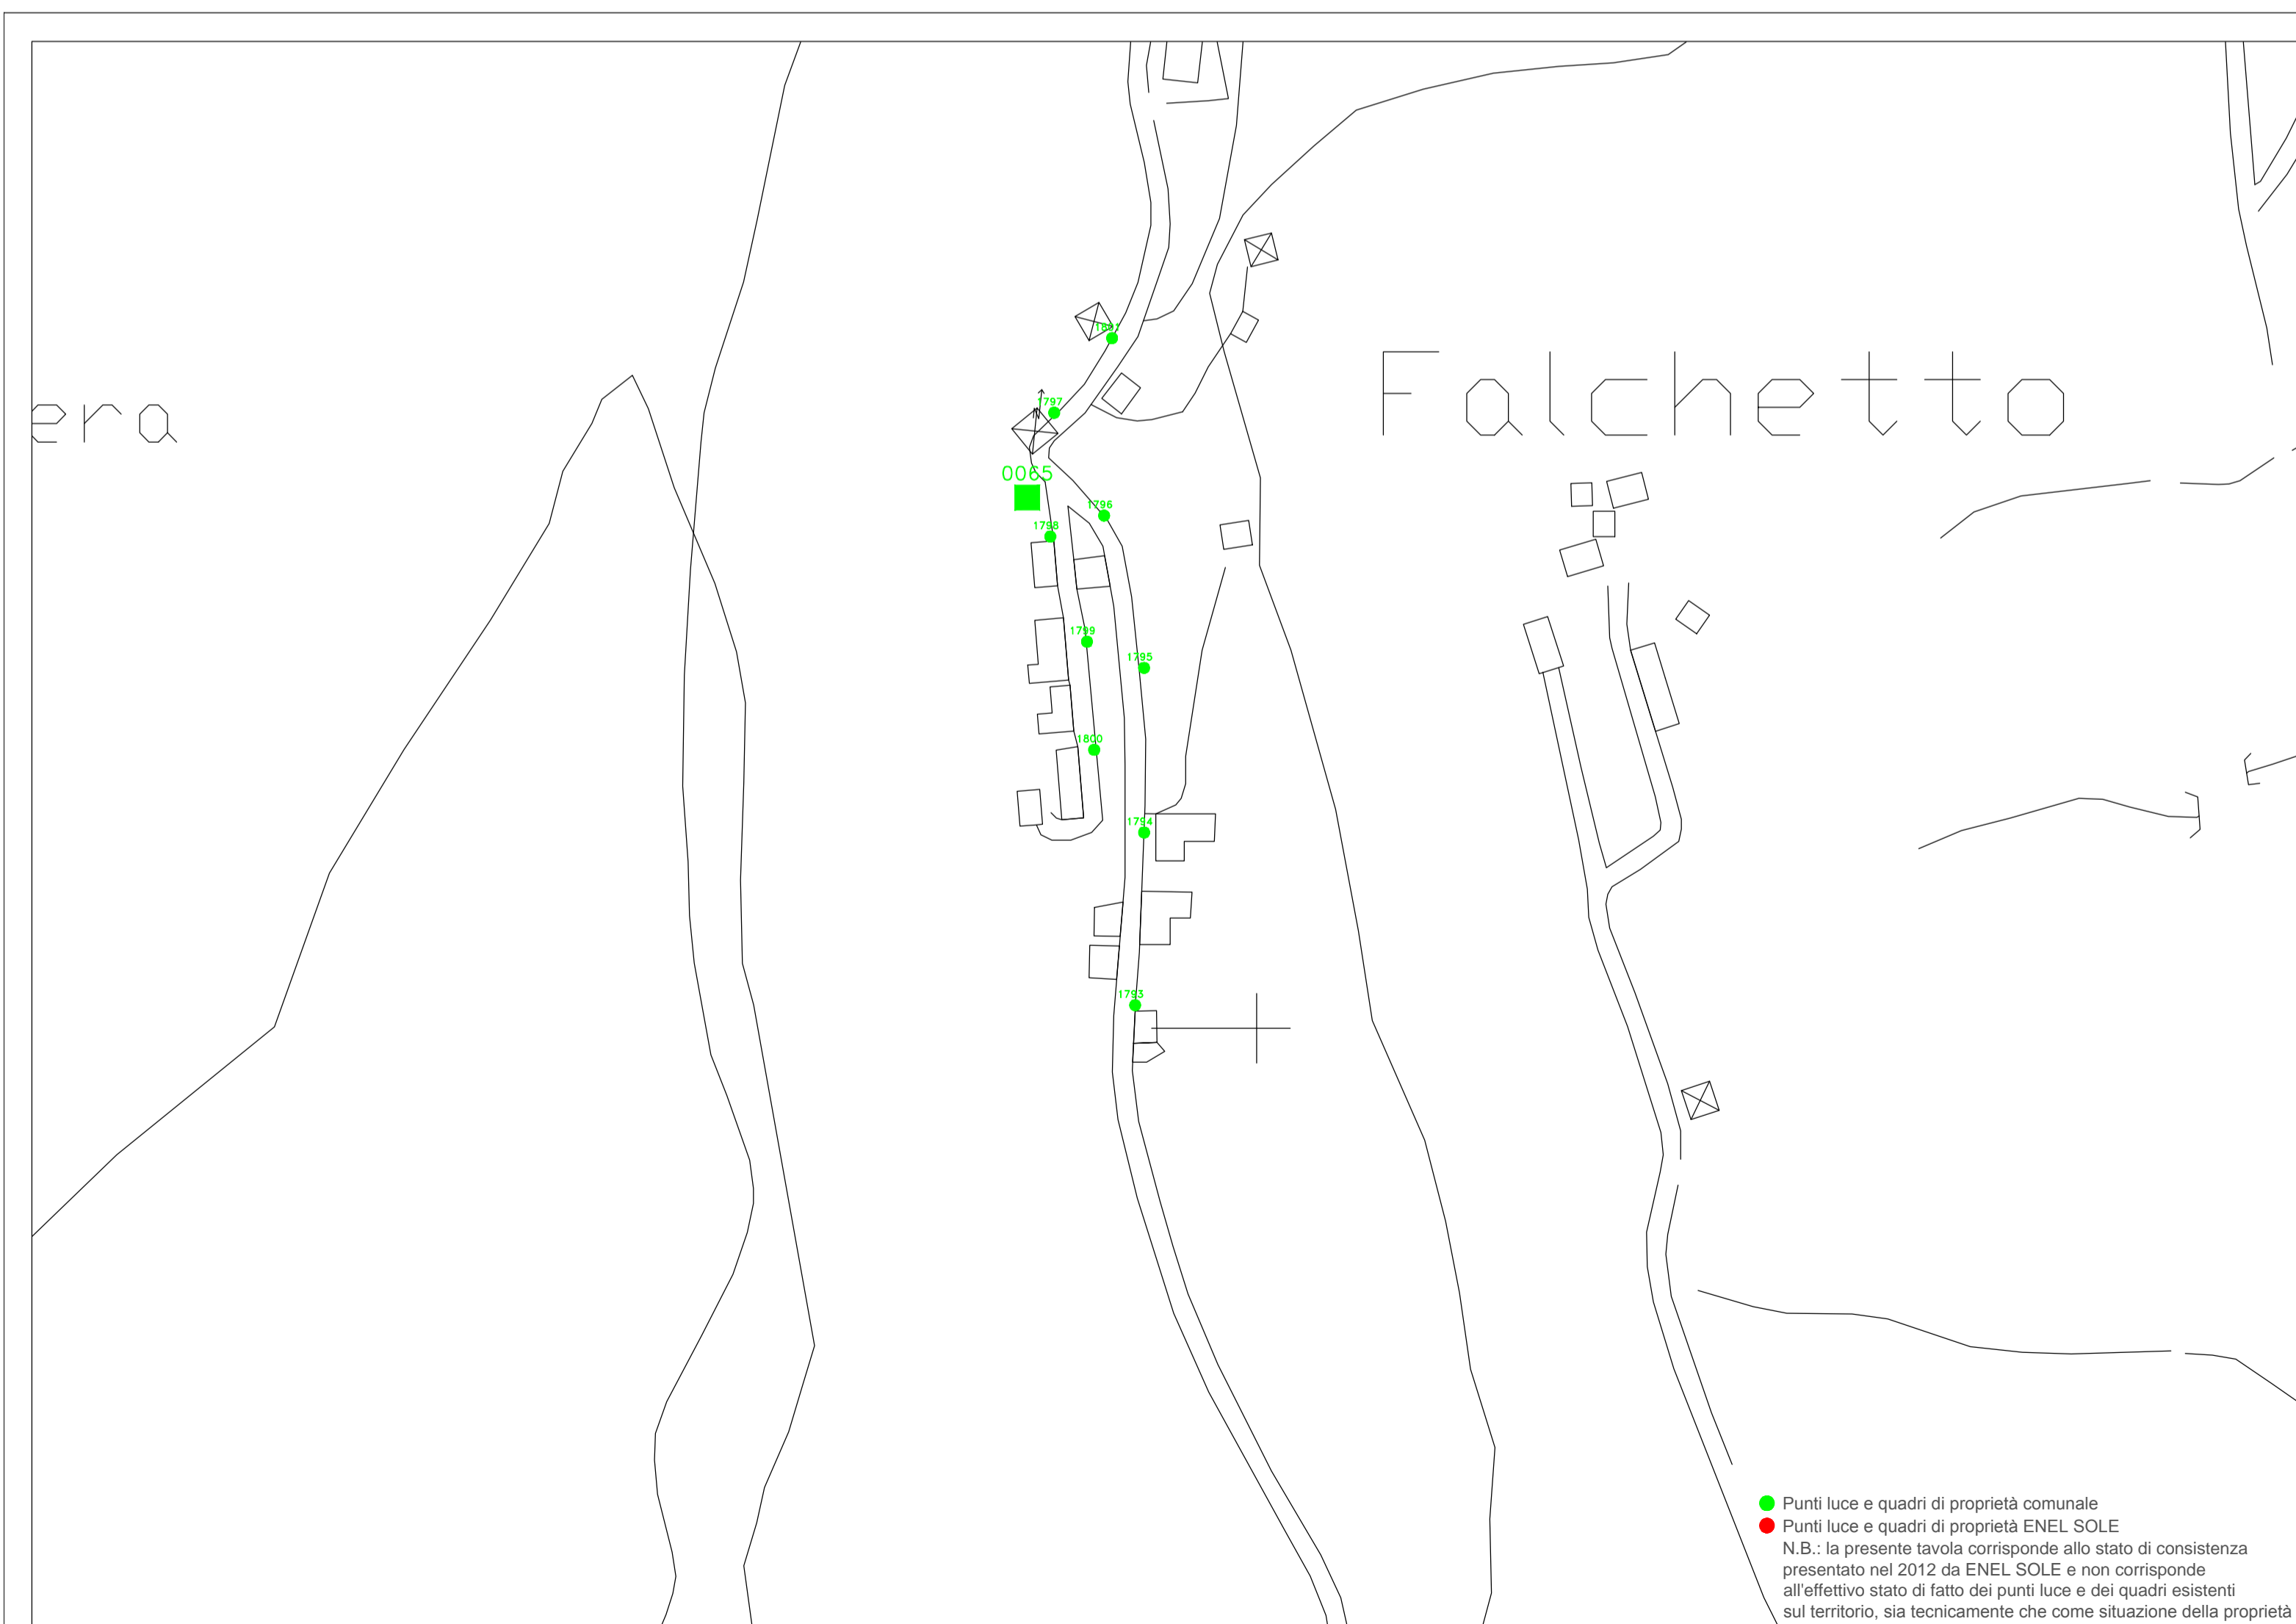 1797
Falchetto
era
0065
1796
1798
1799
1795
1800
1794
1793
Punti luce e quadri di proprietà comunale
Punti luce e quadri di proprietà ENEL SOLE
N.B.: la presente tavola corrisponde allo stato di consistenza
presentato nel 2012 da ENEL SOLE e non corrisponde
all'effettivo stato di fatto dei punti luce e dei quadri esistenti
sul territorio, sia tecnicamente che come situazione della proprietà